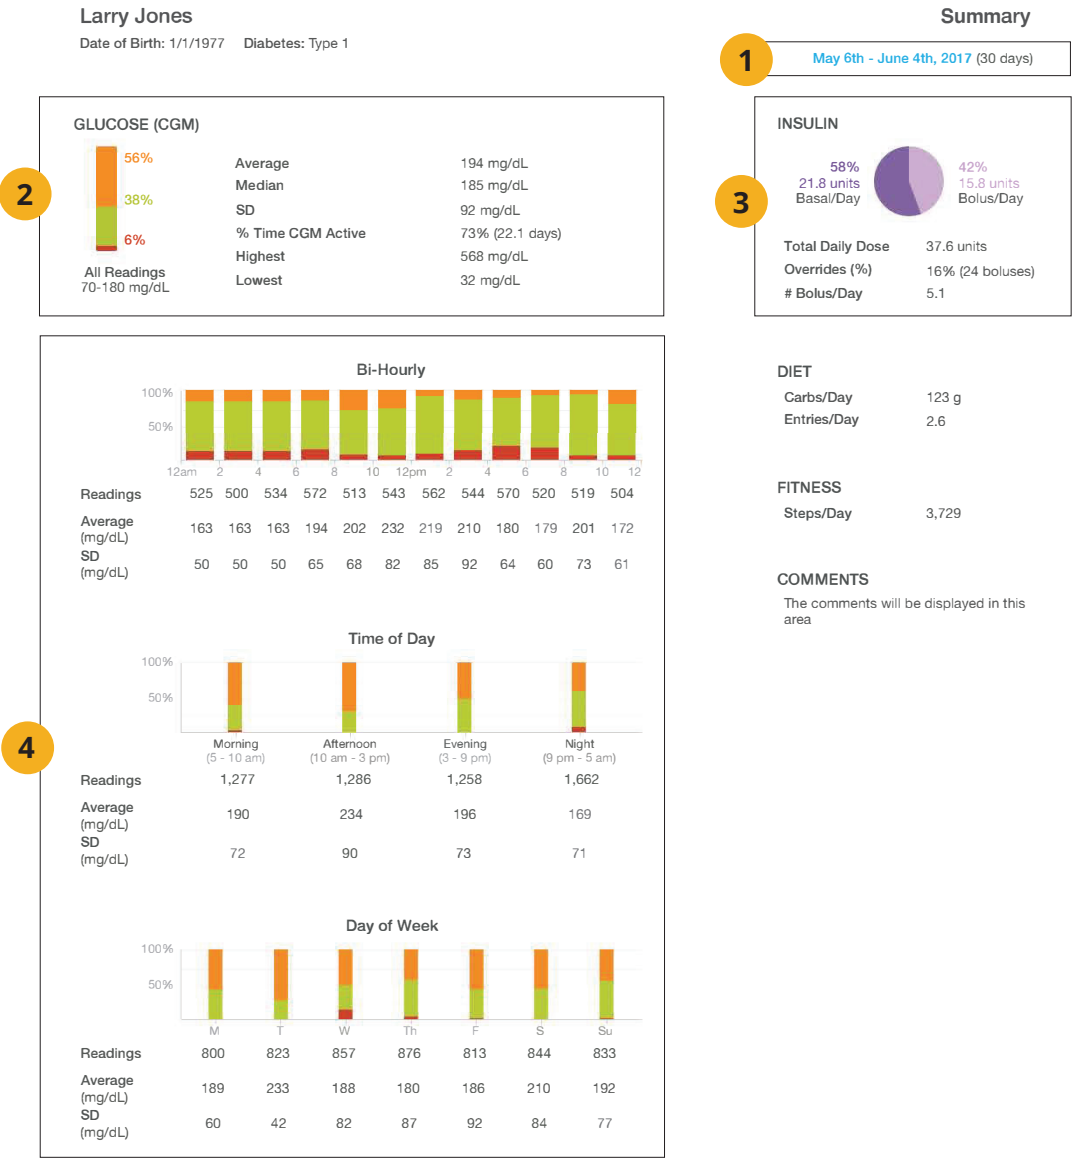 Larry Jones
Summary
Date of Birth: 1/1/1977 Diabetes: Type 1
1
May 6th - June 4th, 2017 (30 days)
2
GLUCOSE (CGM)
56%
38%
6%
All Readings
70-180 mg/dL
Average 194 mg/dL
Median 185 mg/dL
SD 92 mg/dL
% Time CGM Active 73% (22.1 days)
Highest 568 mg/dL
Lowest 32 mg/dL
3
INSULIN
58%
21.8 units
Basal/Day
42%
15.8 units
Bolus/Day
Total Daily Dose 37.6 units
Overrides (%) 16% (24 boluses)
# Bolus/Day 5.1
DIET
Carbs/Day 123 g
Entries/Day 2.6
FITNESS
Steps/Day 3,729
COMMENTS
The comments will be displayed in this
area
4
Bi-Hourly
100%
50%
12am 2 4 6 8 10 12pm 2 4 6 8 10 12
Readings 525 500 534 572 513 543 562 544 570 520 519 504
Average 163 163 163 194 202 232 219 210 180 179 201 172
(mg/dL)
SD 50 50 50 65 68 82 85 92 64 60 73 61
(mg/dL)
Time of Day
100%
50%
Morning Afternoon Evening Night
(5 - 10 am) (10 am - 3 pm) (3 - 9 pm) (9 pm - 5 am)
Readings 1,277 1,286 1,258 1,662
Average 190 234 196 169
(mg/dL)
SD 72 90 73 71
(mg/dL)
Day of Week
100%
50%
M T W Th F S Su
Readings 800 823 857 876 813 844 833
Average 189 233 188 180 186 210 192
(mg/dL)
SD 60 42 82 87 92 84 77
(mg/dL)